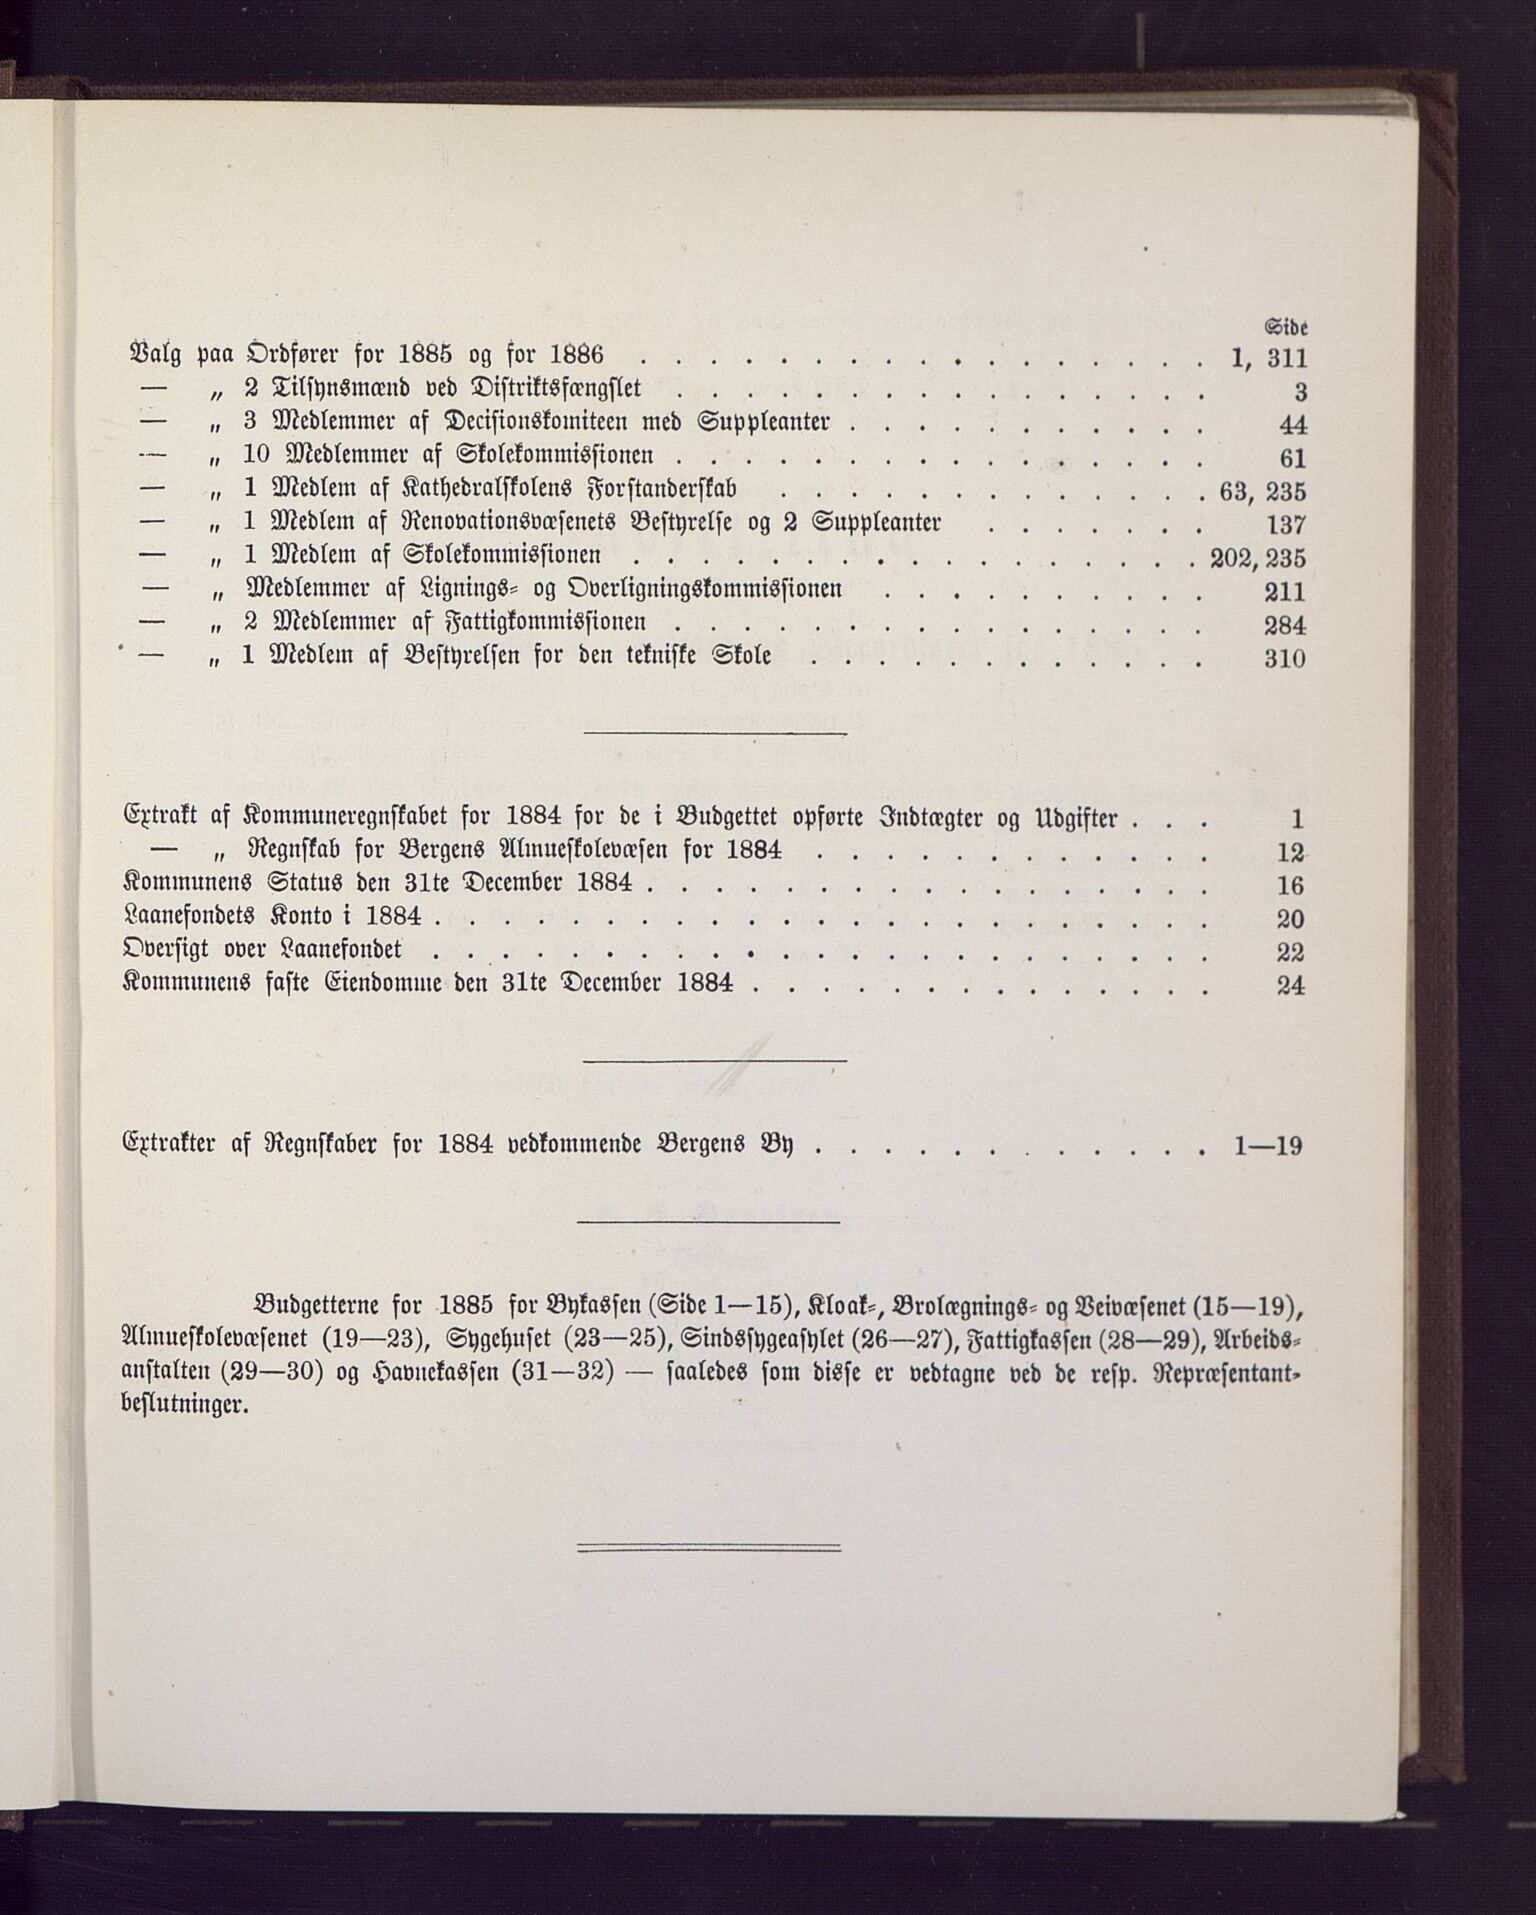 Side
Valg paa Ordfører for 1885 og for 1886 . . . . . . . . . . . . . . . . . 1, 311
— „ 2 Tilsynsmænd ved Distriktsfængslet . . . . . . . . . . . . . . . . 3
— „ 3 Medlemmer af Decisionskomiteen med Suppleanter . . . . . . . . . . . 44
— „ 10 Medlemmer af Skolekommissionen . . . . . . . . . . . . . . . . 61
— „ 1 Medlem af Kathedralskolens Forstanderskab . . . . . . . . . . . . . 63, 235
— „ 1 Medlem af Renovationsvæsenets Bestyrelse og 2 Suppleanter . . . . . . . 137
— „ 1 Medlem af Skolekommissionen . . . . . . . . . . . . . . . . . 202, 235
— „ Medlemmer af Lignings- og Overligningskommissionen . . . . . . . . . . 211
— „ 2 Medlemmer af Fattigkommissionen . . . . . . . . . . . . . . . . 284
— „ 1 Medlem af Bestyrelsen for den tekniske Skole . . . . . . . . . . . . 310
Extrakt af Kommuneregnskabet for 1884 for de i Budgettet opførte Indtægter og Udgifter . . . 1
— „ Regnskab for Bergens Almueskolevæsen for 1884 . . . . . . . . . . . . 12
Kommunens Status den 31te December 1884 . . . . . . . . . . . . . . . . . 16
Laanefondets Konto i 1884 . . . . . . . . . . . . . . . . . . . . . . . 20
Oversigt over Laanefondet . . . . . . . . . . . . . . . . . . . . . . . 22
Kommunens faste Eiendomme den 31te December 1884 . . . . . . . . . . . . . . 24
Extrakter af Regnskaber for 1884 vedkommende Bergens By . . . . . . . . . . . . 1—19
Budgetterne for 1885 for Bykassen (Side 1—15), Kloak-, Brolægnings- og Veivæsenet (15—19),
Almueskolevæsenet (19—23), Sygehuset (23—25), Sindssygeasylet (26—27), Fattigkassen (28—29), Arbeids-
anstalten (29—30) og Havnekassen (31—32) — saaledes som disse er vedtagne ved de resp. Repræsentant-
beslutninger.